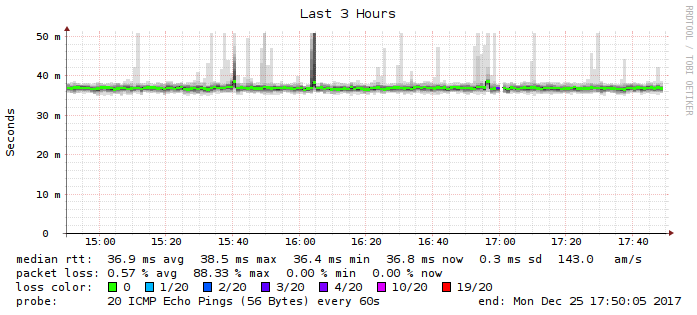 Last 3 Hours
RRDTOOL / TOBI OETIKER
Seconds
50 m
40 m
30 m
20 m
10 m
0
15:00 15:20 15:40 16:00 16:20 16:40 17:00 17:20 17:40
median rtt: 36.9 ms avg 38.5 ms max 36.4 ms min 36.8 ms now 0.3 ms sd 143.0 am/s
packet loss: 0.57 % avg 88.33 % max 0.00 % min 0.00 % now
loss color: 0 1/20 2/20 3/20 4/20 10/20 19/20
probe: 20 ICMP Echo Pings (56 Bytes) every 60s end: Mon Dec 25 17:50:05 2017